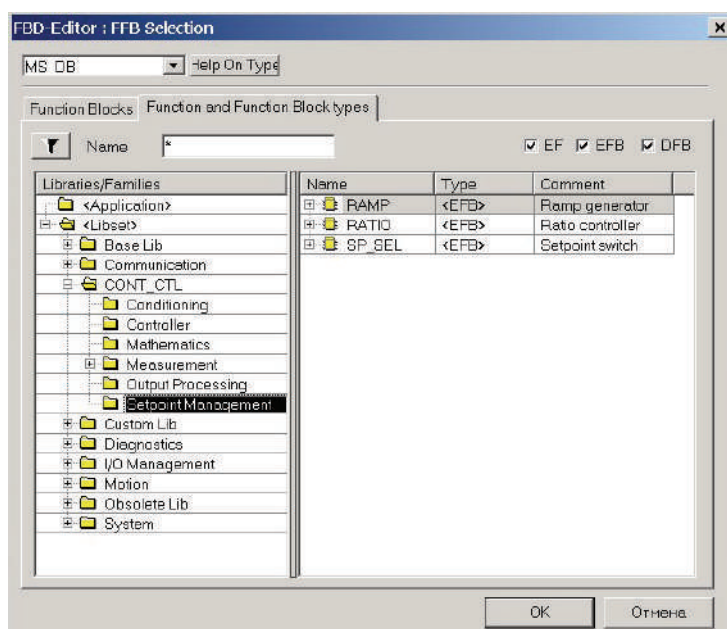 FBD-Editor : FFB Selection
MS_DB Help On Type
Function Blocks Function and Function Block types
Name * EF EFB DFB
Libraries/Families Name Type Comment
<Application> RAMP <EFB> Ramp generator
<Libset> RATIO <EFB> Ratio controller
Base Lib SP_SEL <EFB> Setpoint switch
Communication
CONT_CTL
Conditioning
Controller
Mathematics
Measurement
Output Processing
Setpoint Management
Custom Lib
Diagnostics
I/O Management
Motion
Obsolete Lib
System
OK Отмена